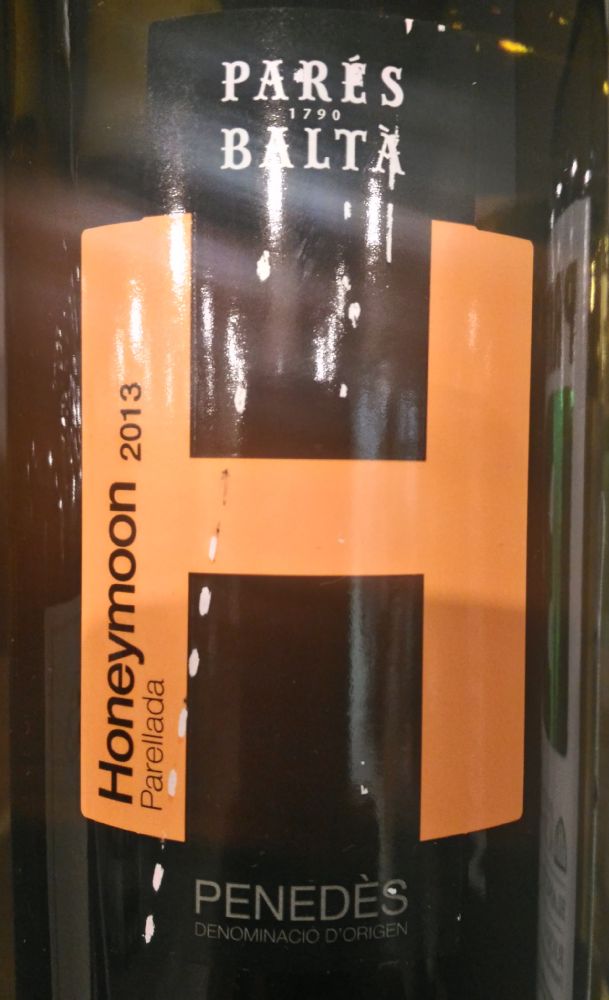 PARÉS
1790
BALTÀ
H
Honeymoon 2013
Parellada
PENEDÈS
DENOMINACIÓ D'ORIGEN